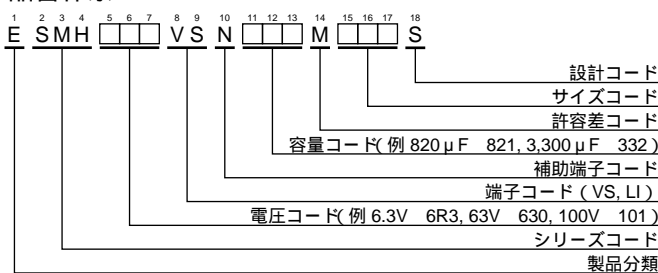 1 2 3 4 5 6 7 8 9 10 11 12 13 14 15 16 17 18
E SMH □□□ VS N □□□ M □□□ S
設計コード
サイズコード
許容差コード
容量コード(例 820μF 821, 3,300μF 332)
補助端子コード
端子コード (VS, LI)
電圧コード(例 6.3V 6R3, 63V 630, 100V 101)
シリーズコード
製品分類